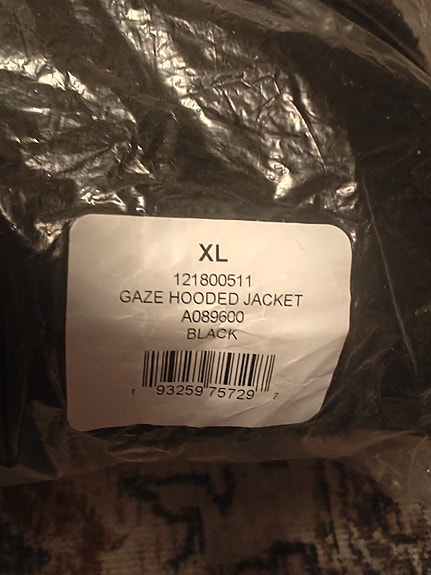 XL
121800511
GAZE HOODED JACKET
A089600
BLACK
1 93259 75729 7